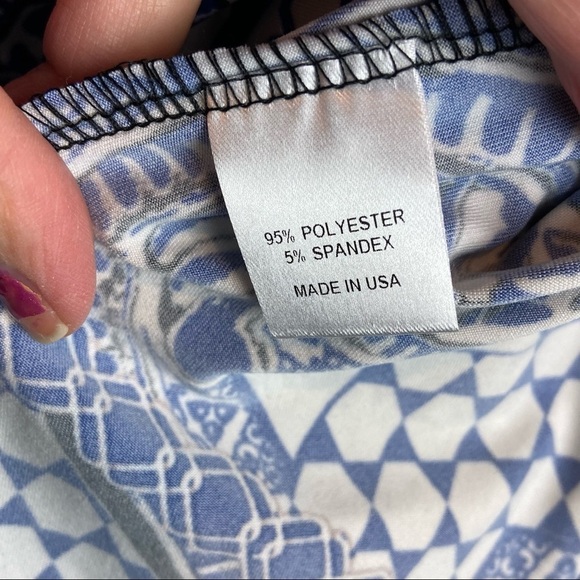 95% POLYESTER
5% SPANDEX
MADE IN USA